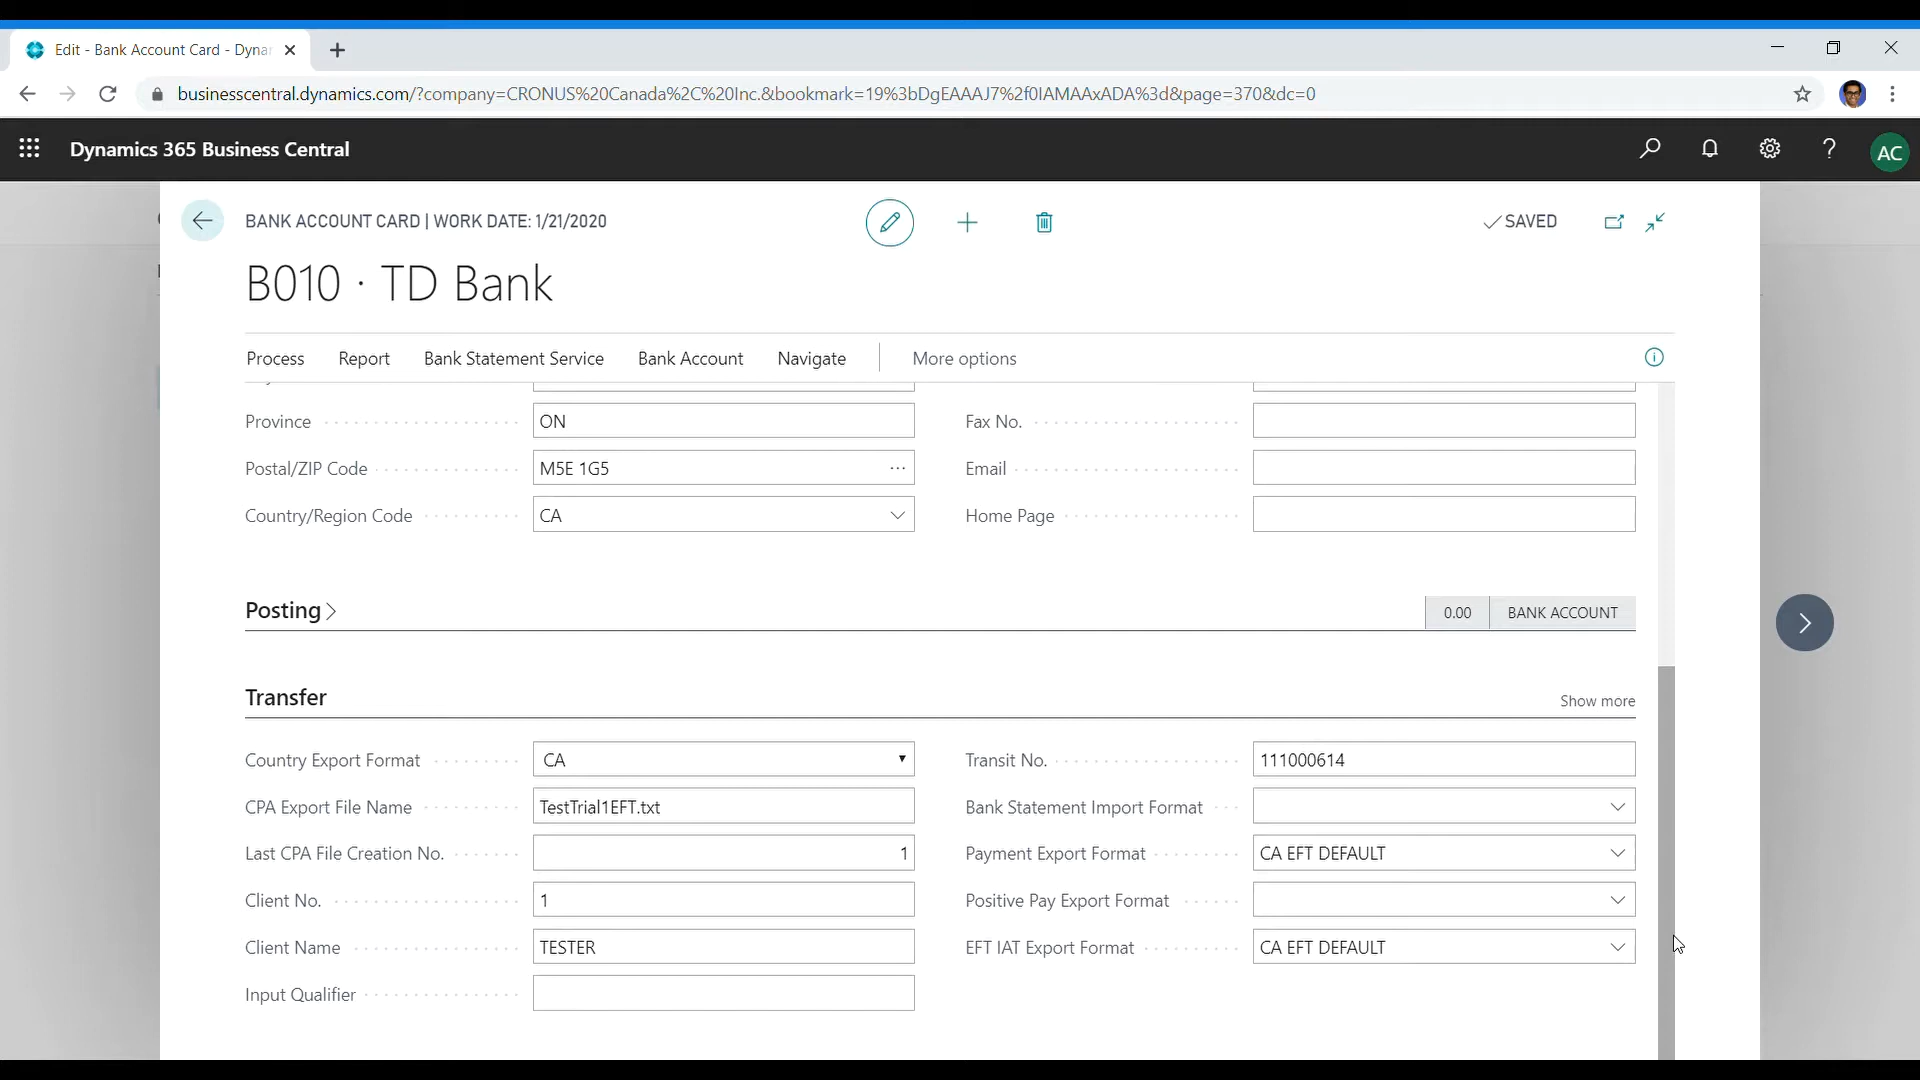 Edit - Bank Account Card - Dyna
businesscentral.dynamics.com/?company=CRONUS%20Canada%2C%20Inc.&bookmark=19%3bDgEAAAJ7%2f0IAMAAxADA%3d&page=370&dc=0
Dynamics 365 Business Central
AC
BANK ACCOUNT CARD | WORK DATE: 1/21/2020
SAVED
B010 · TD Bank
Process Report Bank Statement Service Bank Account Navigate More options
Province ON Fax No.
Postal/ZIP Code M5E 1G5 Email
Country/Region Code CA Home Page
Posting 0.00 BANK ACCOUNT
Transfer Show more
Country Export Format CA Transit No. 111000614
CPA Export File Name TestTrial1EFT.txt Bank Statement Import Format
Last CPA File Creation No. 1 Payment Export Format CA EFT DEFAULT
Client No. 1 Positive Pay Export Format
Client Name TESTER EFT IAT Export Format CA EFT DEFAULT
Input Qualifier